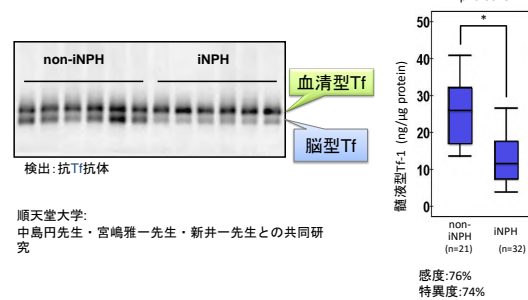 non-iNPH
iNPH
血清型Tf
脳型Tf
検出：抗Tf抗体
順天堂大学:
中島円先生・宮嶋雅一先生・新井一先生との共同研
究
*
50
40
30
20
10
0
髄液型Tf-1 (ng/μg protein)
non-
iNPH
(n=21)
iNPH
(n=32)
感度:76%
特異度:74%